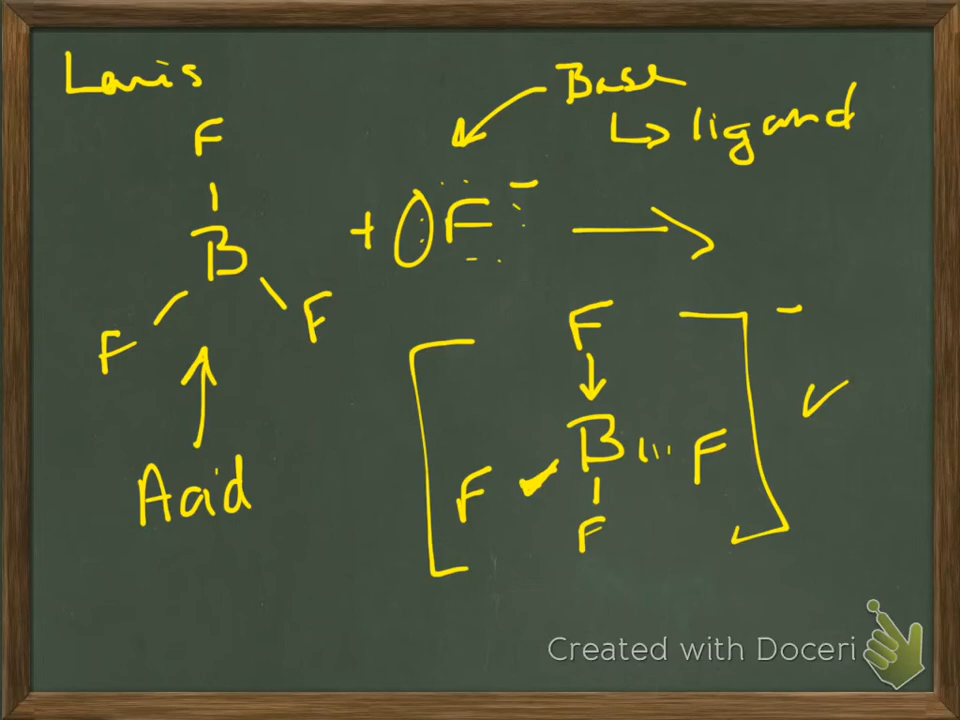 Lewis
Base
↳ ligand
F
|
B
F F
+ :F:⁻ →
Acid
[F
↓
F B F
|
F]⁻ ✓
Created with Doceri